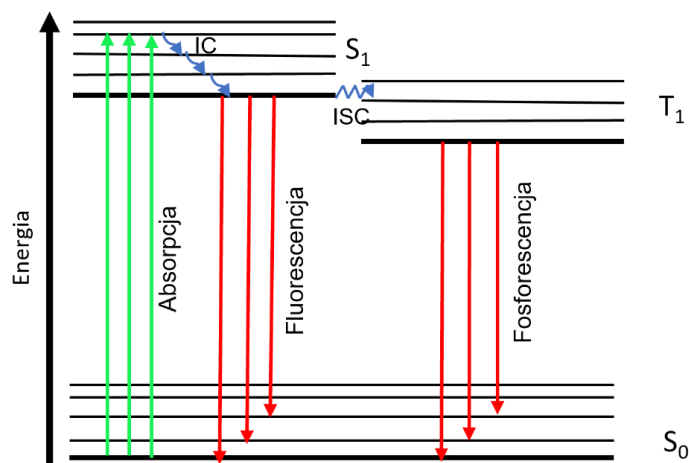 IC
S1
ISC
T1
Energia
Absorpcja
Fluorescencja
Fosforescencja
S0